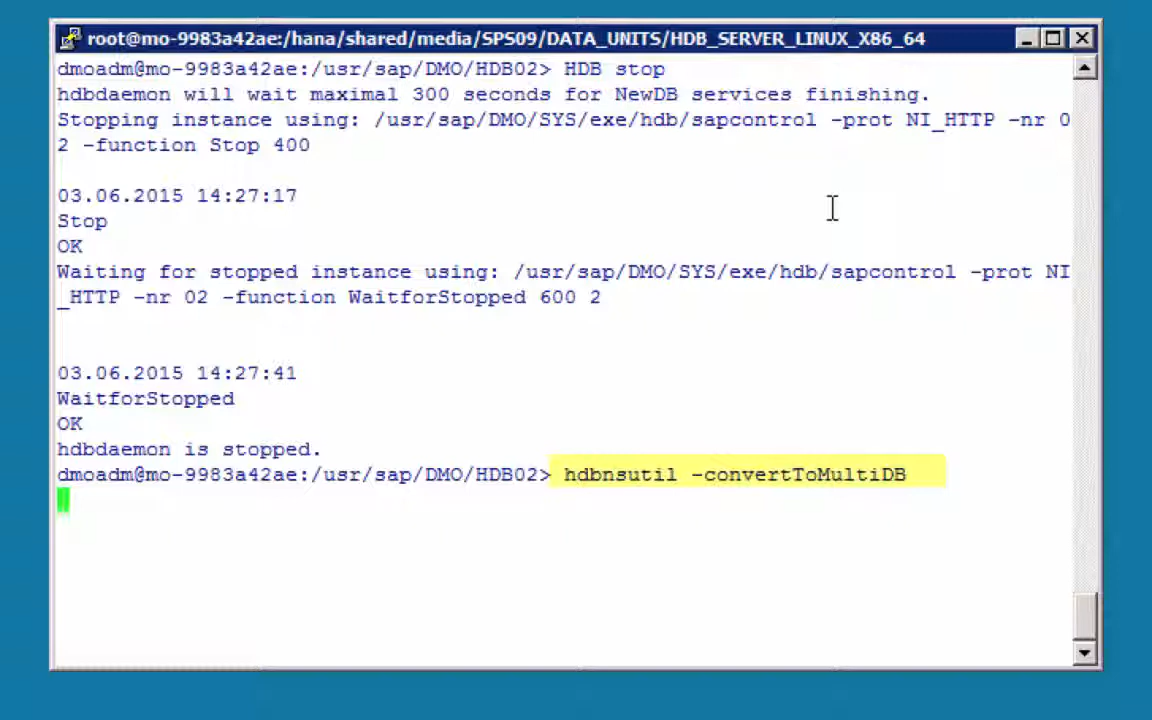 root@mo-9983a42ae:/hana/shared/media/SPS09/DATA_UNITS/HDB_SERVER_LINUX_X86_64
dmoadm@mo-9983a42ae:/usr/sap/DMO/HDB02> HDB stop
hdbdaemon will wait maximal 300 seconds for NewDB services finishing.
Stopping instance using: /usr/sap/DMO/SYS/exe/hdb/sapcontrol -prot NI_HTTP -nr 0
2 -function Stop 400
03.06.2015 14:27:17
Stop
OK
Waiting for stopped instance using: /usr/sap/DMO/SYS/exe/hdb/sapcontrol -prot NI
_HTTP -nr 02 -function WaitforStopped 600 2
03.06.2015 14:27:41
WaitforStopped
OK
hdbdaemon is stopped.
dmoadm@mo-9983a42ae:/usr/sap/DMO/HDB02> hdbnsutil -convertToMultiDB